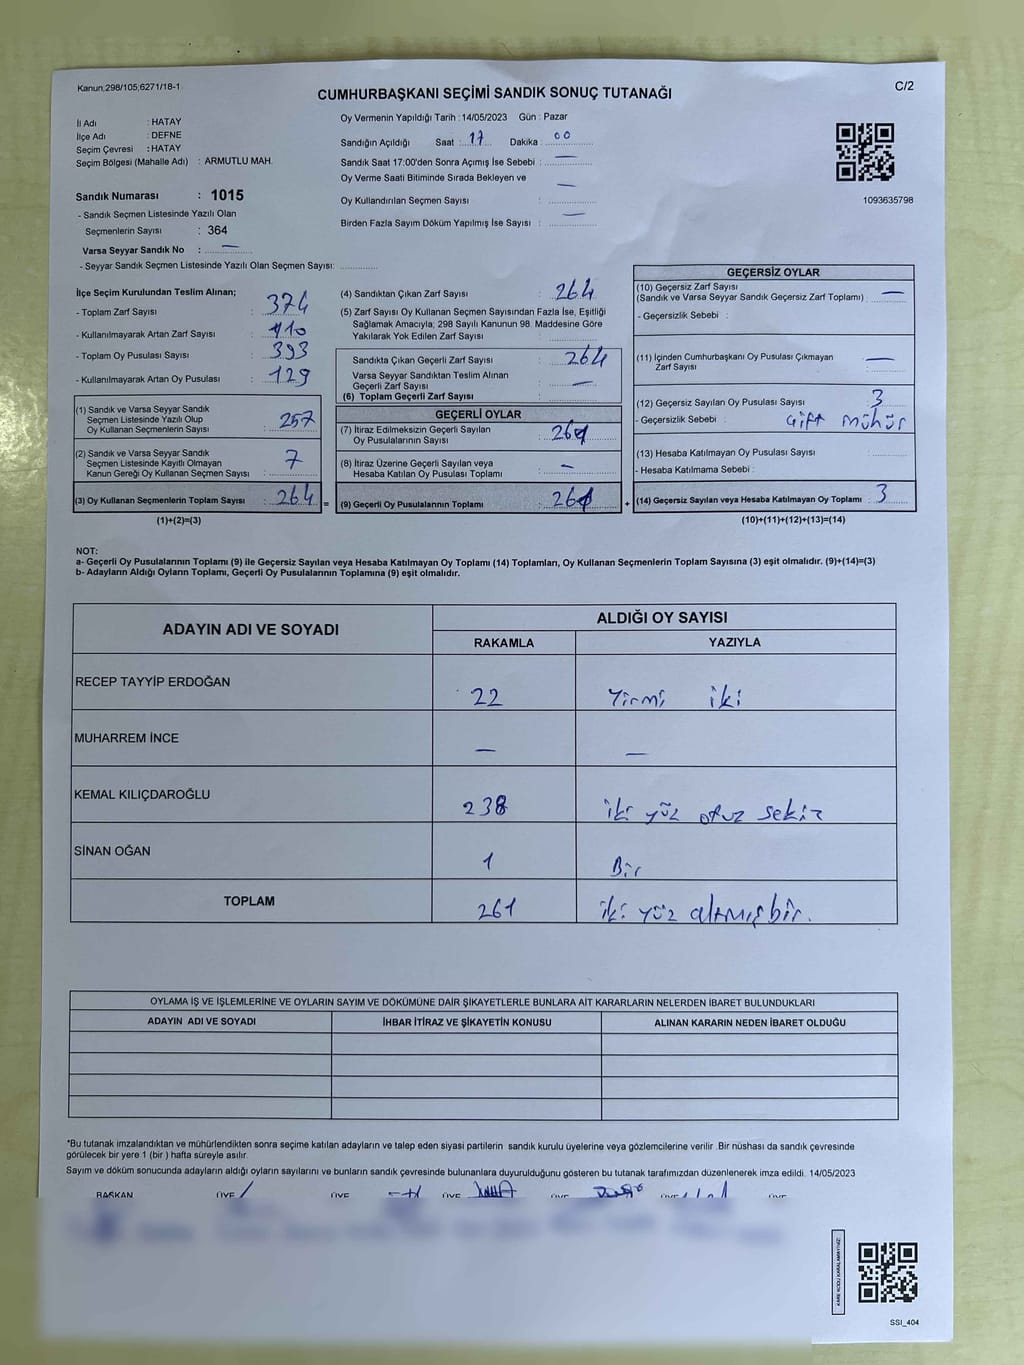 Kanun;298/105;6271/18-1
C/2
CUMHURBAŞKANI SEÇİMİ SANDIK SONUÇ TUTANAĞI
İl Adı : HATAY
İlçe Adı : DEFNE
Seçim Çevresi : HATAY
Seçim Bölgesi (Mahalle Adı) : ARMUTLU MAH.
Sandık Numarası : 1015
- Sandık Seçmen Listesinde Yazılı Olan
Seçmenlerin Sayısı : 364
Varsa Seyyar Sandık No : —
- Seyyar Sandık Seçmen Listesinde Yazılı Olan Seçmen Sayısı:
Oy Vermenin Yapıldığı Tarih : 14/05/2023 Gün : Pazar
Sandığın Açıldığı Saat : 17 Dakika : 00
Sandık Saat 17:00'den Sonra Açımış İse Sebebi : —
Oy Verme Saati Bitiminde Sırada Bekleyen ve
Oy Kullandırılan Seçmen Sayısı : —
Birden Fazla Sayım Döküm Yapılmış İse Sayısı : —
1093635798
İlçe Seçim Kurulundan Teslim Alınan;
- Toplam Zarf Sayısı : 374
- Kullanılmayarak Artan Zarf Sayısı : 110
- Toplam Oy Pusulası Sayısı : 393
- Kullanılmayarak Artan Oy Pusulası : 129
(1) Sandık ve Varsa Seyyar Sandık
Seçmen Listesinde Yazılı Olup
Oy Kullanan Seçmenlerin Sayısı : 257
(2) Sandık ve Varsa Seyyar Sandık
Seçmen Listesinde Kayıtlı Olmayan
Kanun Gereği Oy Kullanan Seçmen Sayısı : 7
(3) Oy Kullanan Seçmenlerin Toplam Sayısı : 264
(1)+(2)=(3)
(4) Sandıktan Çıkan Zarf Sayısı : 264
(5) Zarf Sayısı Oy Kullanan Seçmen Sayısından Fazla İse, Eşitliği
Sağlamak Amacıyla; 298 Sayılı Kanunun 98. Maddesine Göre
Yakılarak Yok Edilen Zarf Sayısı :
Sandıkta Çıkan Geçerli Zarf Sayısı : 264
Varsa Seyyar Sandıktan Teslim Alınan
Geçerli Zarf Sayısı : —
(6) Toplam Geçerli Zarf Sayısı
GEÇERLİ OYLAR
(7) İtiraz Edilmeksizin Geçerli Sayılan
Oy Pusulalarının Sayısı : 261
(8) İtiraz Üzerine Geçerli Sayılan veya
Hesaba Katılan Oy Pusulası Toplamı : —
= (9) Geçerli Oy Pusulalarının Toplamı : 261 +
GEÇERSİZ OYLAR
(10) Geçersiz Zarf Sayısı
(Sandık ve Varsa Seyyar Sandık Geçersiz Zarf Toplamı) : —
- Geçersizlik Sebebi :
(11) İçinden Cumhurbaşkanı Oy Pusulası Çıkmayan
Zarf Sayısı : —
(12) Geçersiz Sayılan Oy Pusulası Sayısı : 3
- Geçersizlik Sebebi : Çift Mühür
(13) Hesaba Katılmayan Oy Pusulası Sayısı :
- Hesaba Katılmama Sebebi :
(14) Geçersiz Sayılan veya Hesaba Katılmayan Oy Toplamı : 3
(10)+(11)+(12)+(13)=(14)
NOT:
a- Geçerli Oy Pusulalarının Toplamı (9) ile Geçersiz Sayılan veya Hesaba Katılmayan Oy Toplamı (14) Toplamları, Oy Kullanan Seçmenlerin Toplam Sayısına (3) eşit olmalıdır. (9)+(14)=(3)
b- Adayların Aldığı Oyların Toplamı, Geçerli Oy Pusulalarının Toplamına (9) eşit olmalıdır.
ADAYIN ADI VE SOYADI ALDIĞI OY SAYISI
RAKAMLA YAZIYLA
RECEP TAYYİP ERDOĞAN 22 Yirmi iki
MUHARREM İNCE — —
KEMAL KILIÇDAROĞLU 238 iki yüz otuz sekiz
SİNAN OĞAN 1 Bir
TOPLAM 261 iki yüz altmışbir.
OYLAMA İŞ VE İŞLEMLERİNE VE OYLARIN SAYIM VE DÖKÜMÜNE DAİR ŞİKAYETLERLE BUNLARA AİT KARARLARIN NELERDEN İBARET BULUNDUKLARI
ADAYIN ADI VE SOYADI İHBAR İTİRAZ VE ŞİKAYETİN KONUSU ALINAN KARARIN NEDEN İBARET OLDUĞU
*Bu tutanak imzalandıktan ve mühürlendikten sonra seçime katılan adayların ve talep eden siyasi partilerin sandık kurulu üyelerine veya gözlemcilerine verilir. Bir nüshası da sandık çevresinde
görülecek bir yere 1 (bir) hafta süreyle asılır.
Sayım ve döküm sonucunda adayların aldığı oyların sayılarını ve bunların sandık çevresinde bulunanlara duyurulduğunu gösteren bu tutanak tarafımızdan düzenlenerek imza edildi. 14/05/2023
BAŞKAN ÜYE ÜYE ÜYE ÜYE ÜYE ÜYE
SSI_404